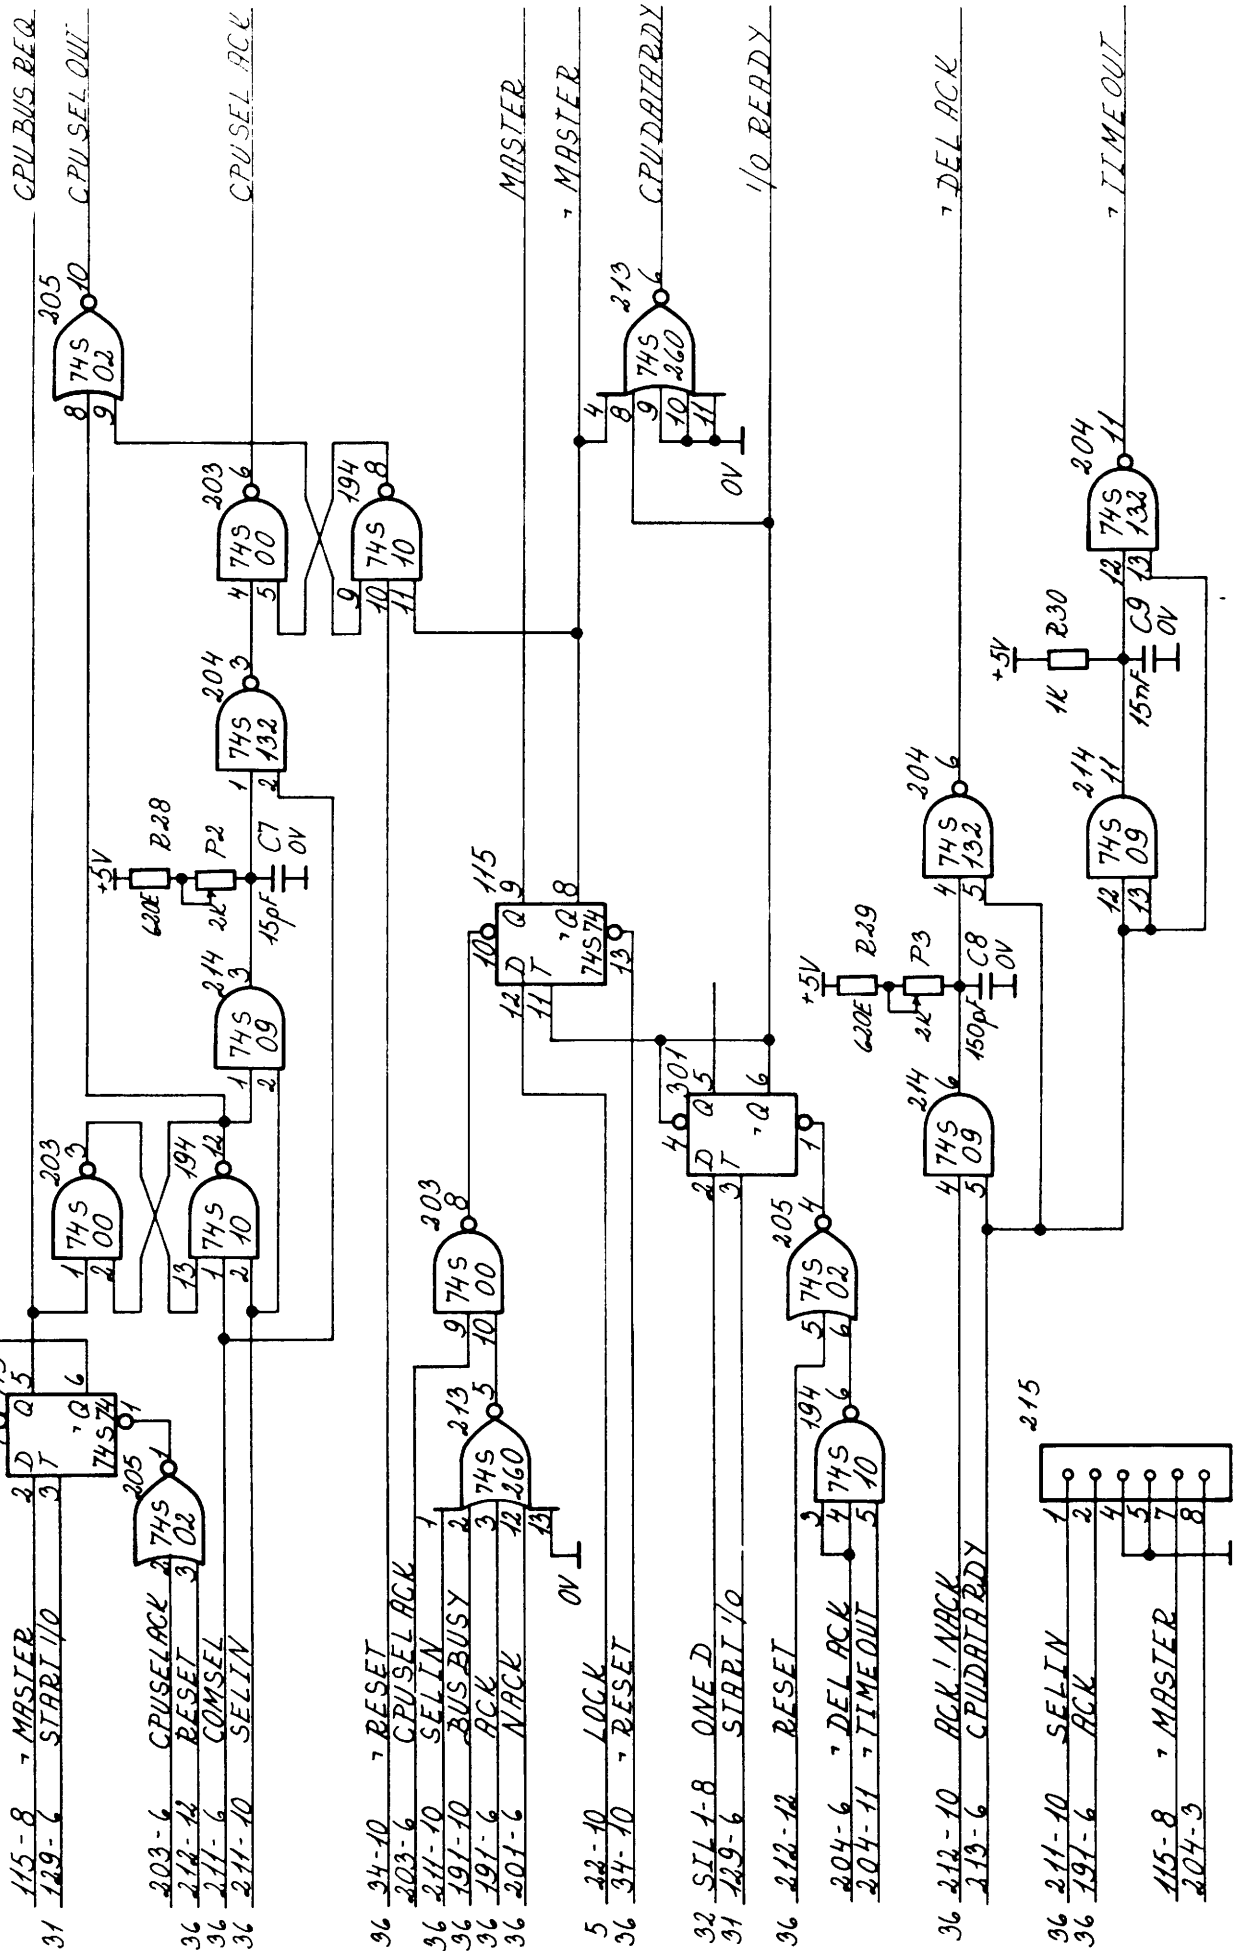 CPUBUS REQ
CPUSEL OUT
CPUSEL ACK
MASTER
¬ MASTER
CPUDATARDY
I/O READY
¬ DEL ACK
¬ TIMEOUT
115-8 ¬ MASTER
31 129-6 START I/O
203-6 CPUSELACK
36 212-12 RESET
36 211-6 COMSEL
36 211-10 SELIN
2 D Q 5
3 T ¬Q 6
74S74
1
205
2
3
74S
02
1
203
1
2
74S
00
3
194
13
1
2
74S
10
12
214
1
2
74S
09
3
+5V
620E R28
2K P2
15pF C7
0V
204
1
2
74S
132
3
203
4
5
74S
00
6
194
9
10
11
74S
10
8
205
8
9
74S
02
10
36 34-10 ¬ RESET
203-6 CPUSELACK
36 211-10 SELIN
36 191-10 BUS BUSY
36 191-6 ACK
36 201-6 NACK
213
1
2
3
12
13
74S
260
5
0V
203
9
10
74S
00
8
5 22-10 LOCK
36 34-10 ¬ RESET
115
10
12 D Q 9
11 T ¬Q 8
74S74
13
213
4
8
9
10
11
74S
260
6
0V
32 STL 1-8 ONE D
31 129-6 START I/O
301
4
2 D Q 5
3 T ¬Q 6
1
36 212-12 RESET
204-6 ¬ DEL ACK
204-11 ¬ TIMEOUT
194
3
4
5
74S
10
6
205
5
6
74S
02
4
36 212-10 ACK ! NACK
213-6 CPUDATARDY
214
4
5
74S
09
6
+5V
620E R29
2K P3
150pF C8
0V
204
4
5
74S
132
6
214
12
13
74S
09
11
+5V
1K R30
15nF C9
0V
204
12
13
74S
132
11
36 211-10 SELIN
36 191-6 ACK
115-8 ¬ MASTER
204-3
215
1
2
4
5
7
8